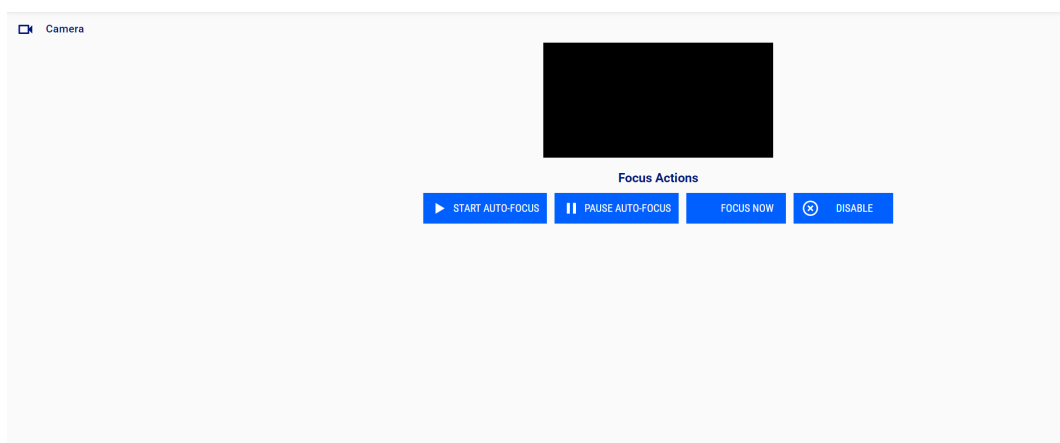 Camera
Focus Actions
START AUTO-FOCUS PAUSE AUTO-FOCUS FOCUS NOW DISABLE